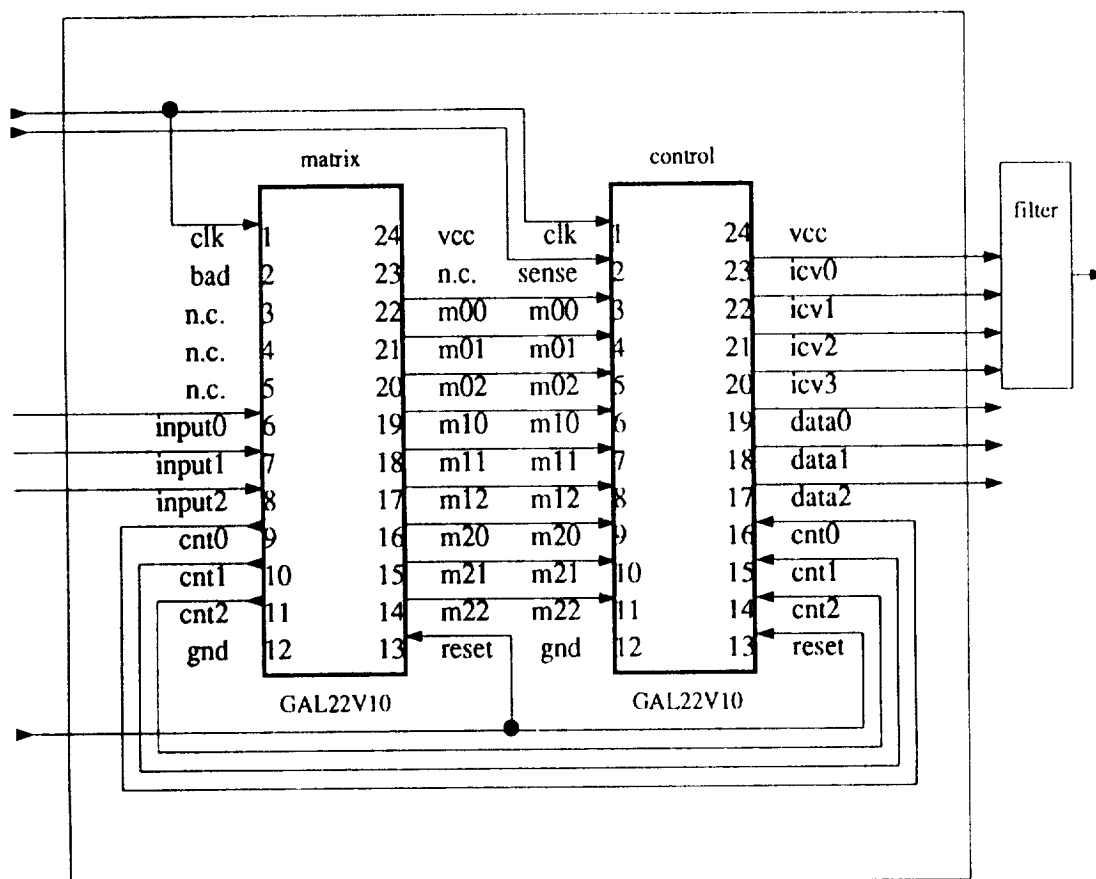 matrix control
filter
clk 1 24 vcc clk 1 24 vcc
bad 2 23 n.c. sense 2 23 icv0
n.c. 3 22 m00 m00 3 22 icv1
n.c. 4 21 m01 m01 4 21 icv2
n.c. 5 20 m02 m02 5 20 icv3
input0 6 19 m10 m10 6 19 data0
input1 7 18 m11 m11 7 18 data1
input2 8 17 m12 m12 8 17 data2
cnt0 9 16 m20 m20 9 16 cnt0
cnt1 10 15 m21 m21 10 15 cnt1
cnt2 11 14 m22 m22 11 14 cnt2
gnd 12 13 reset gnd 12 13 reset
GAL22V10 GAL22V10